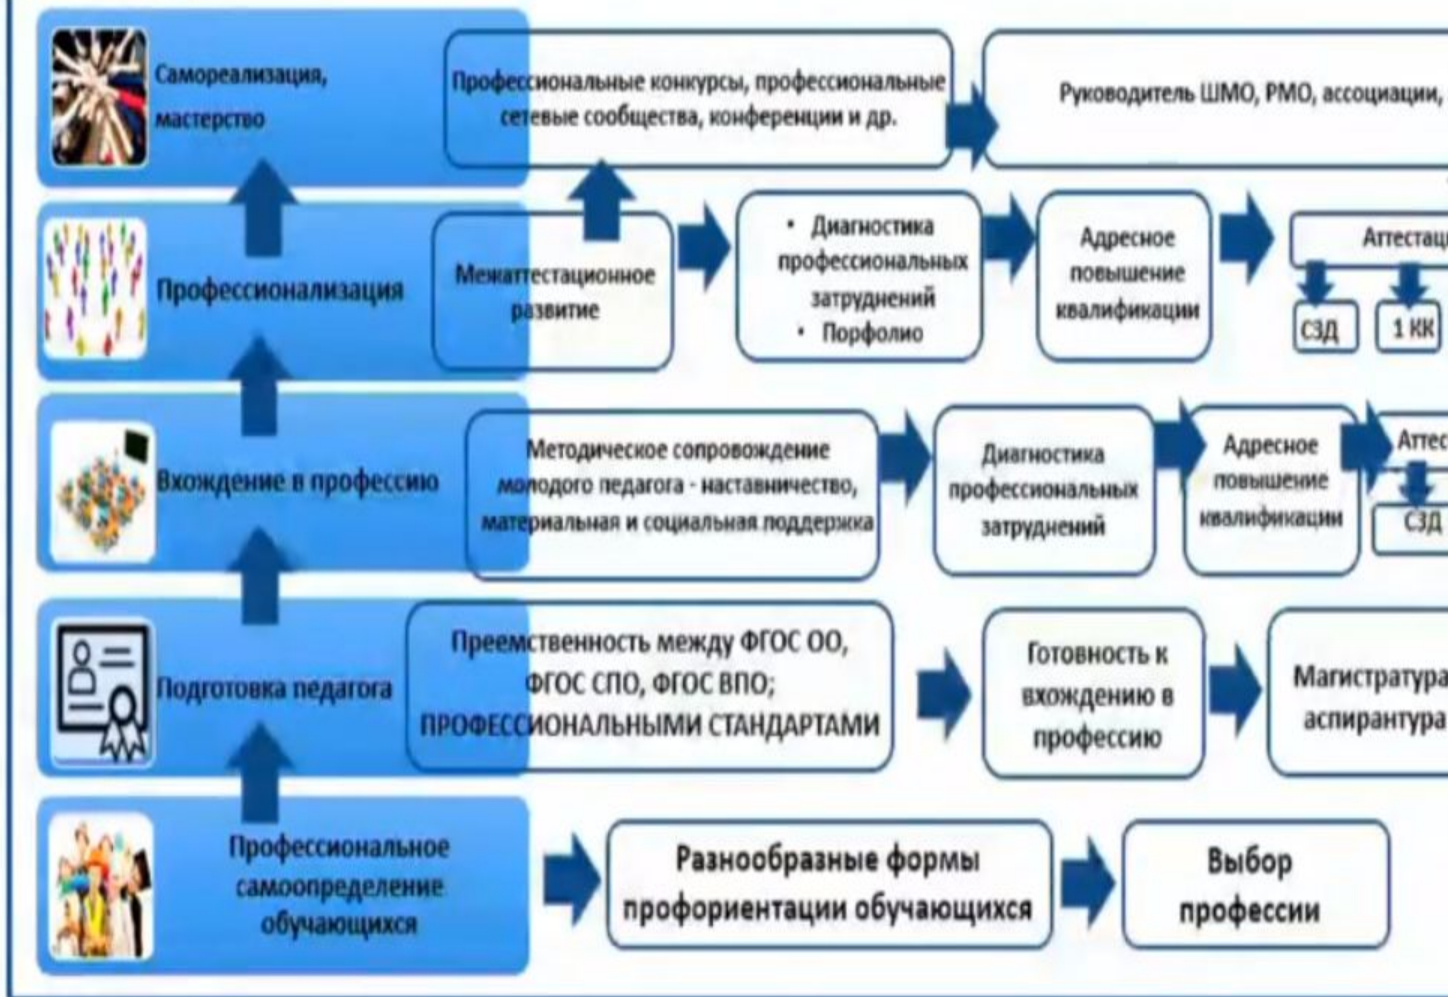 Самореализация,
мастерство
Профессиональные конкурсы, профессиональные
сетевые сообщества, конференции и др.
Руководитель ШМО, РМО, ассоциации,
Профессионализация
Межаттестационное
развитие
• Диагностика
профессиональных
затруднений
• Порфолио
Адресное
повышение
квалификации
Аттестац
СЗД
1 КК
Вхождение в профессию
Методическое сопровождение
молодого педагога - наставничество,
материальная и социальная поддержка
Диагностика
профессиональных
затруднений
Адресное
повышение
квалификации
Аттес
СЗД
Подготовка педагога
Преемственность между ФГОС ОО,
ФГОС СПО, ФГОС ВПО;
ПРОФЕССИОНАЛЬНЫМИ СТАНДАРТАМИ
Готовность к
вхождению в
профессию
Магистратура
аспирантура
Профессиональное
самоопределение
обучающихся
Разнообразные формы
профориентации обучающихся
Выбор
профессии